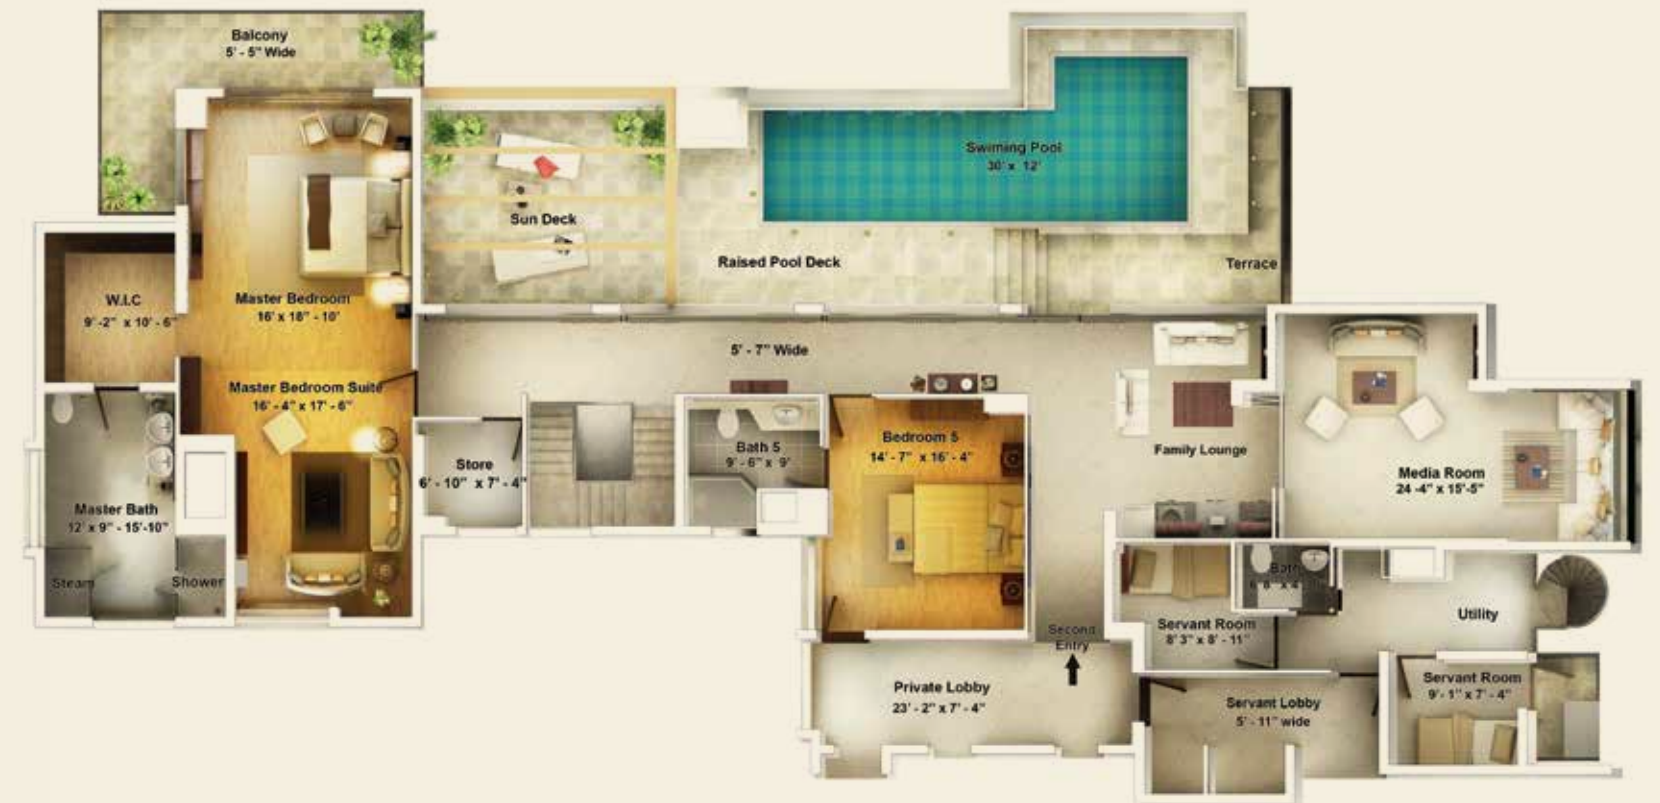 Balcony
5' - 5" Wide
Swiming Pool
30' x 12'
Sun Deck
Raised Pool Deck
Terrace
W.I.C
9' -2" x 10' - 6"
Master Bedroom
16' x 18" - 10'
5' - 7" Wide
Master Bedroom Suite
16' - 4" x 17' - 6"
Store
6' - 10" x 7' - 4"
Bath 5
9' - 6" x 9'
Bedroom 5
14' - 7" x 16' - 4"
Family Lounge
Media Room
24 -4" x 15'-5"
Master Bath
12' x 9" - 15'-10"
Steam
Shower
Bath
Utility
Servant Room
8' 3" x 8' - 11"
Second
Entry
Private Lobby
23' - 2" x 7' - 4"
Servant Lobby
5' - 11" wide
Servant Room
9' - 1" x 7' - 4"